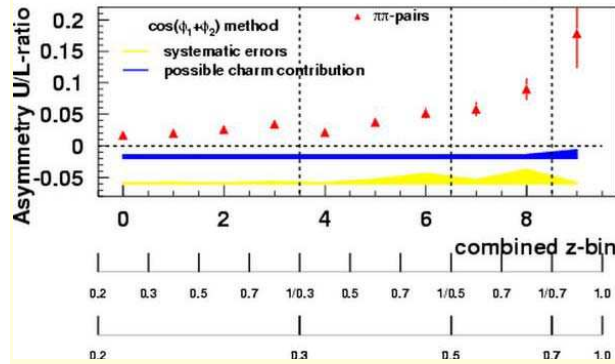 cos(ϕ₁+ϕ₂) method
ππ-pairs
systematic errors
possible charm contribution
Asymmetry U/L-ratio
0.2
0.15
0.1
0.05
0
-0.05
0 2 4 6 8
combined z-bin
0.2 0.3 0.5 0.7 1/0.3 0.5 0.7 1/0.5 0.7 1/0.7 1.0
0.2 0.3 0.5 0.7 1.0